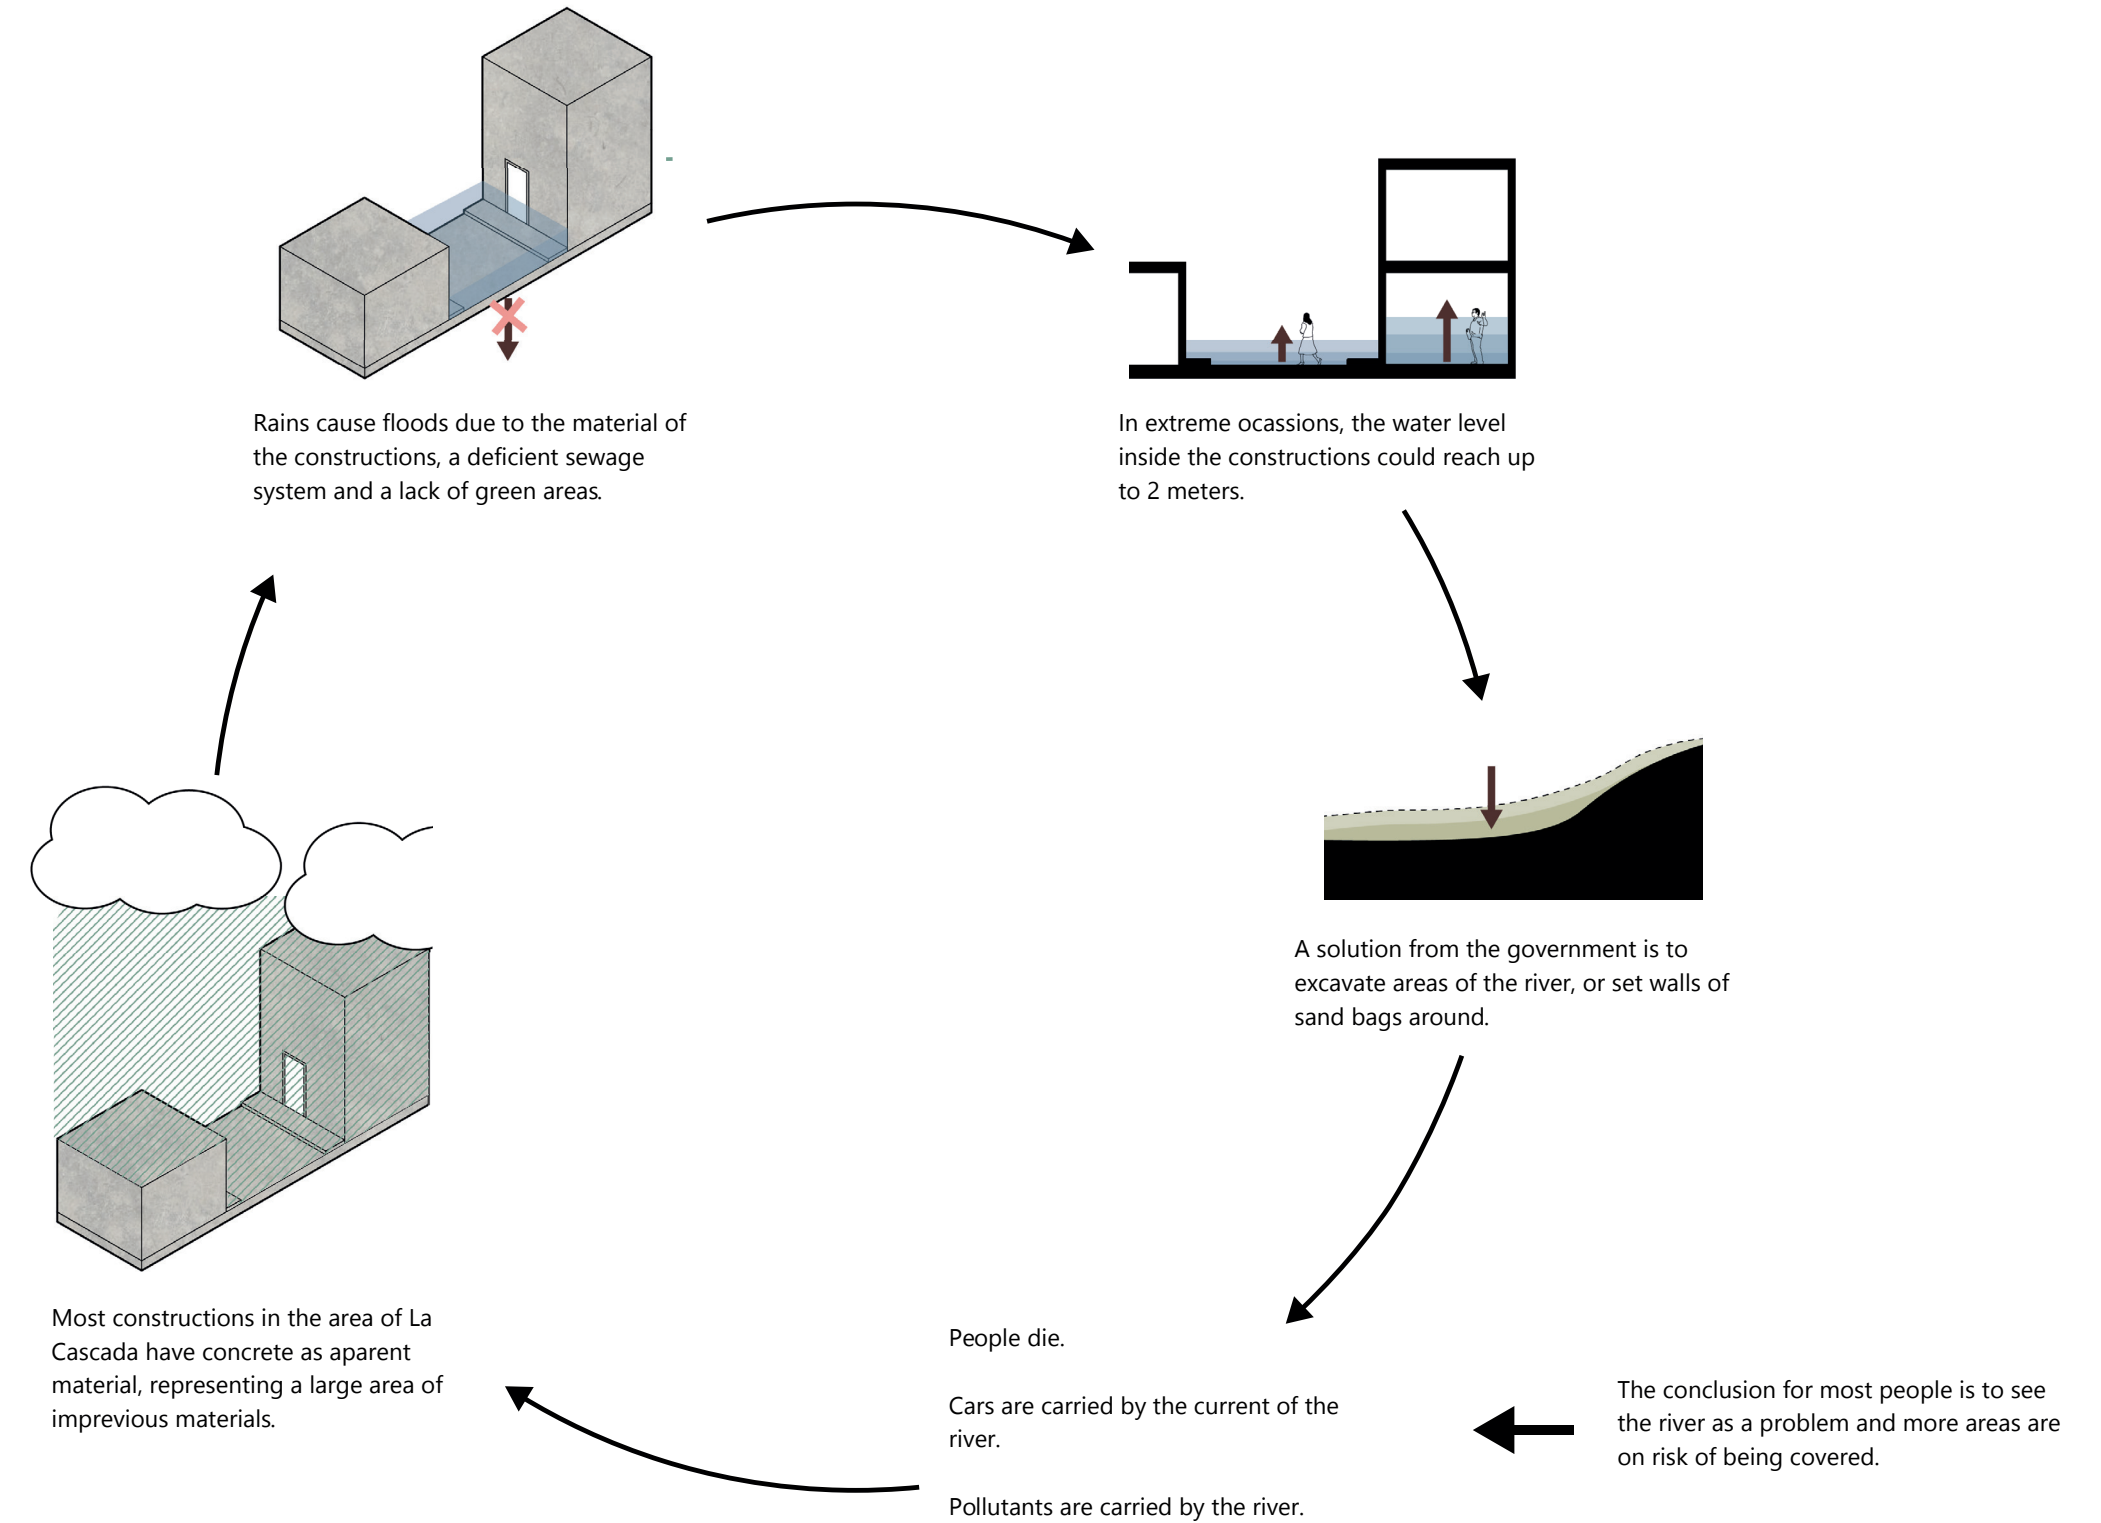 Rains cause floods due to the material of
the constructions, a deficient sewage
system and a lack of green areas.
In extreme ocassions, the water level
inside the constructions could reach up
to 2 meters.
A solution from the government is to
excavate areas of the river, or set walls of
sand bags around.
People die.
Cars are carried by the current of the
river.
Pollutants are carried by the river.
The conclusion for most people is to see
the river as a problem and more areas are
on risk of being covered.
Most constructions in the area of La
Cascada have concrete as aparent
material, representing a large area of
imprevious materials.